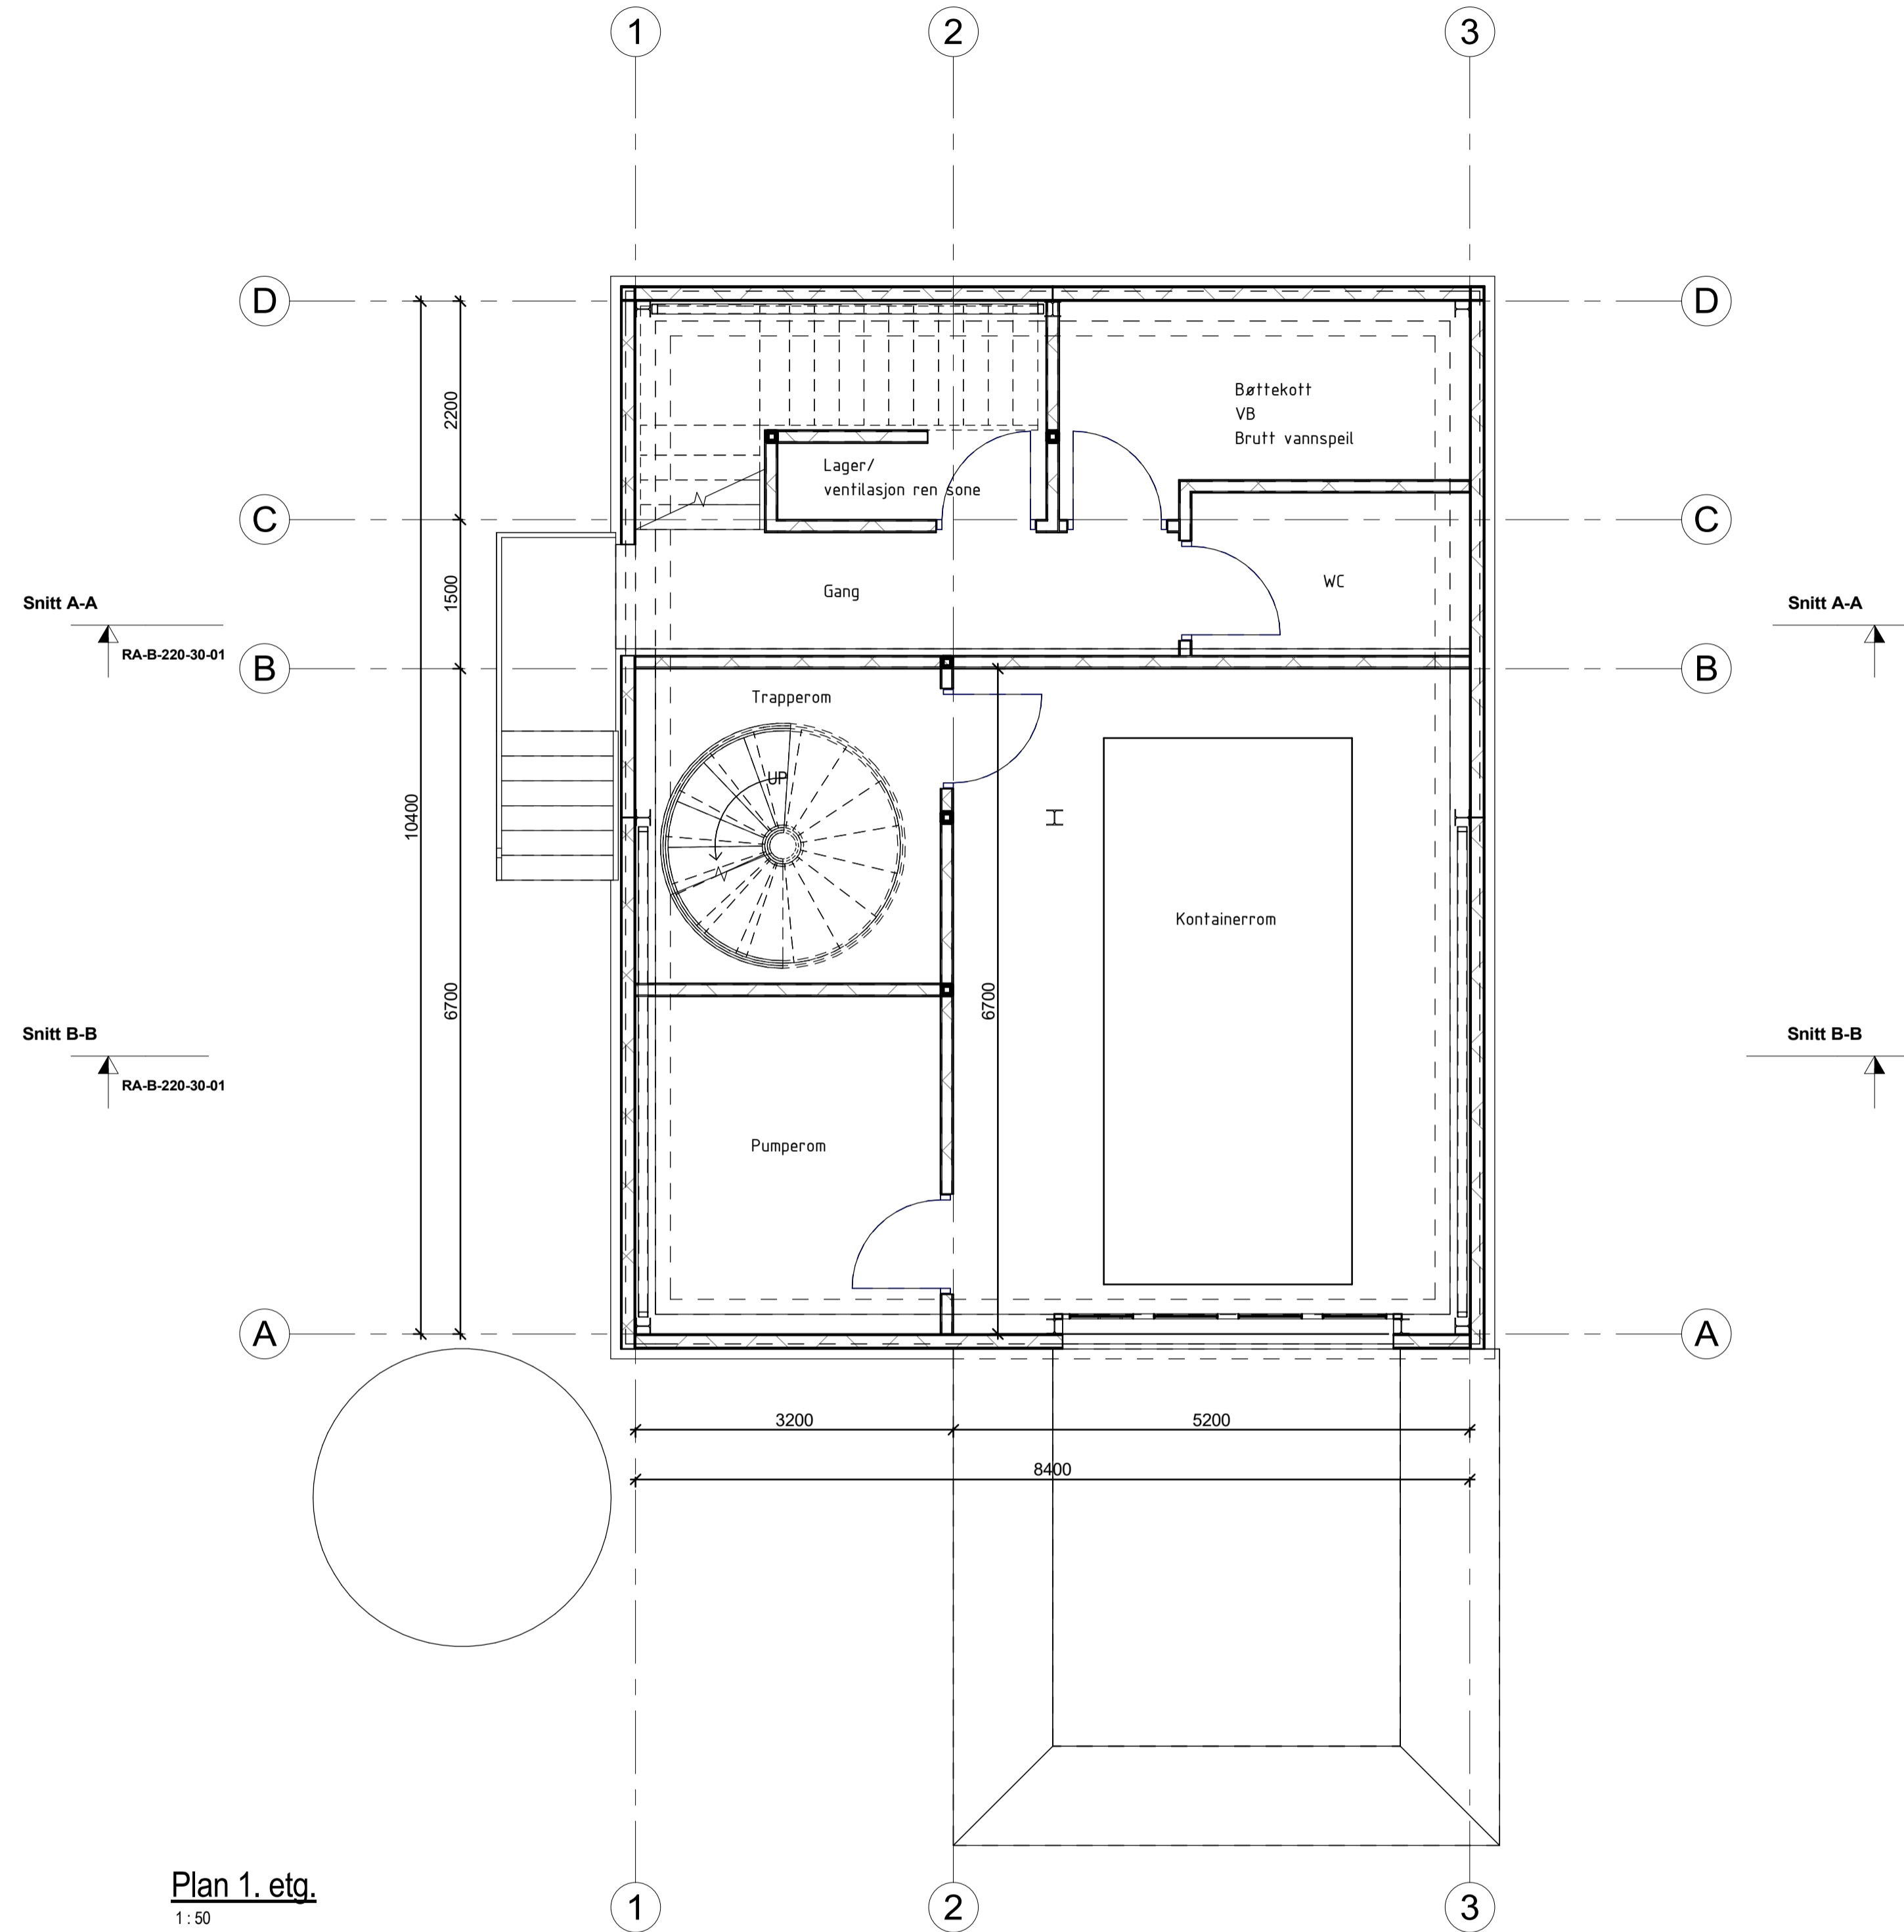 1
2
3
D
D
Bøttekott
VB
Brutt vannspeil
2200
Lager/
ventilasjon ren sone
C
C
1500
Gang
WC
Snitt A-A
RA-B-220-30-01
Snitt A-A
B
B
Trapperom
UP
10400
Kontainerrom
6700
6700
Snitt B-B
RA-B-220-30-01
Snitt B-B
Pumperom
A
A
3200
5200
8400
Plan 1. etg.
1 : 50
1
2
3